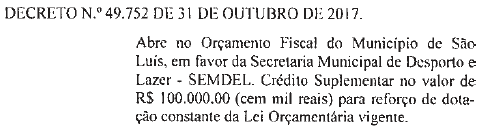 DECRETO N.º 49.752 DE 31 DE OUTUBRO DE 2017.
Abre no Orçamento Fiscal do Município de São
Luís, em favor da Secretaria Municipal de Desporto e
Lazer - SEMDEL. Crédito Suplementar no valor de
R$ 100.000.00 (cem mil reais) para reforço de dota-
ção constante da Lei Orçamentária vigente.